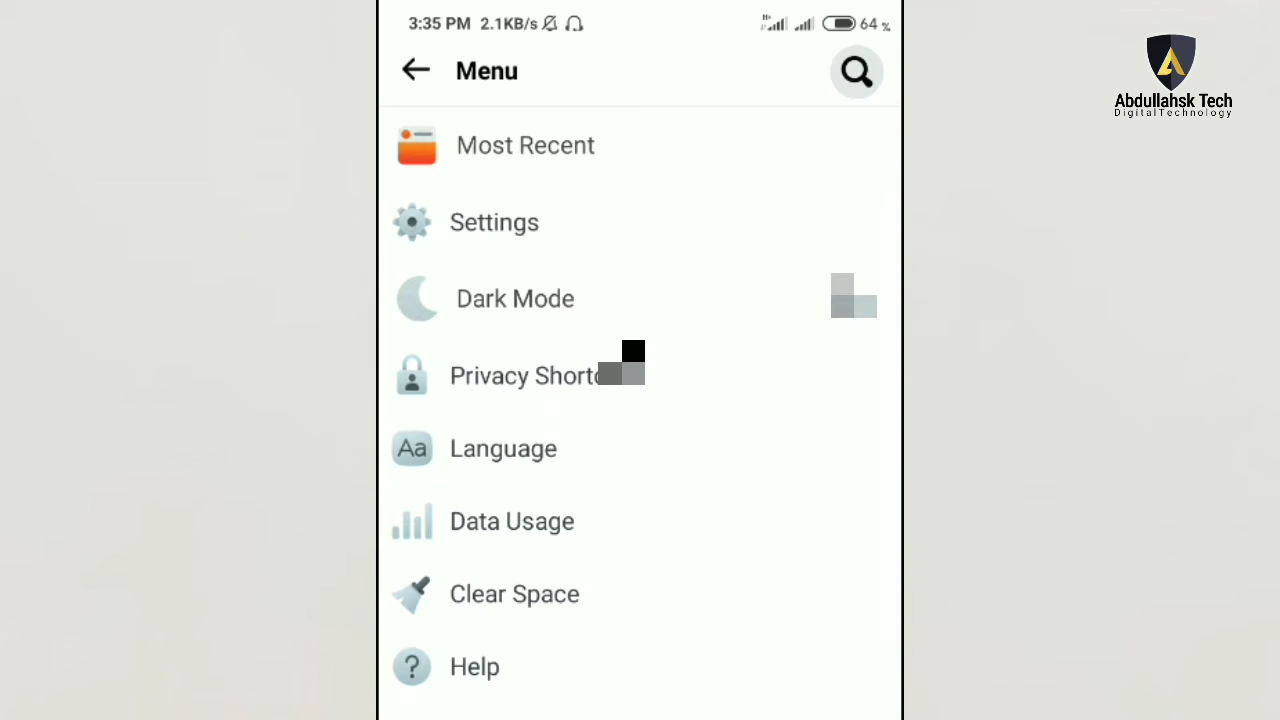 3:35 PM 2.1KB/s 64 %
Menu
Abdullahsk Tech
DigitalTechnology
Most Recent
Settings
Dark Mode
Privacy
Aa Language
Data Usage
Clear Space
? Help